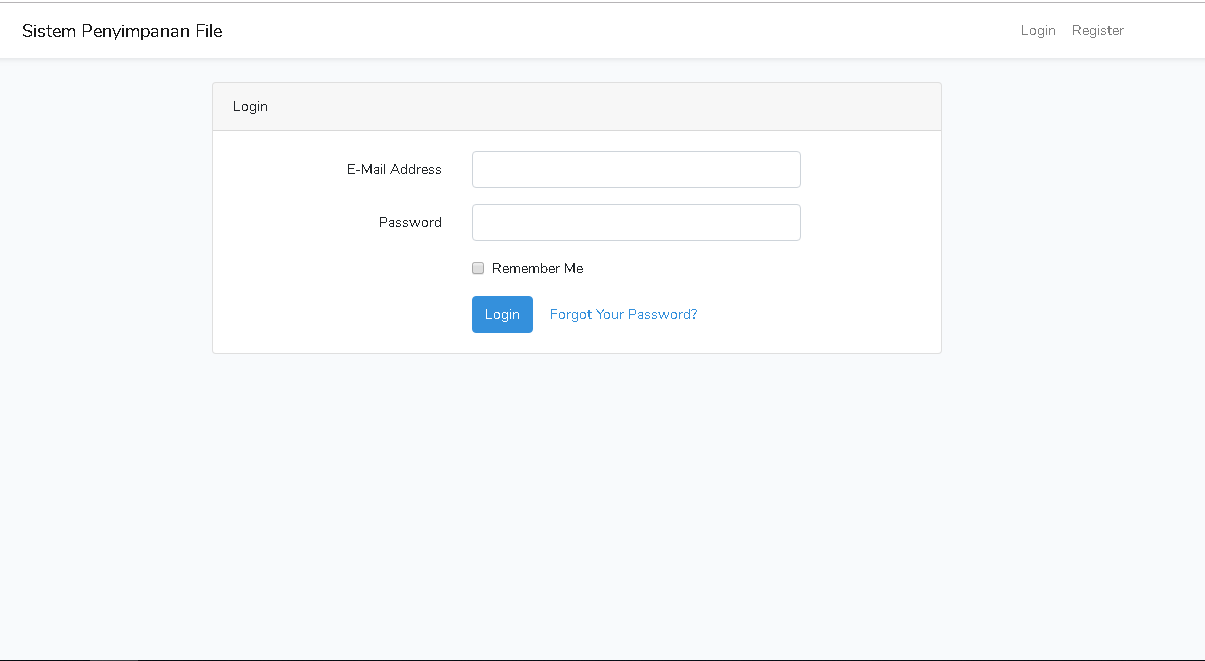 Sistem Penyimpanan File
Login Register
Login
E-Mail Address
Password
Remember Me
Login Forgot Your Password?